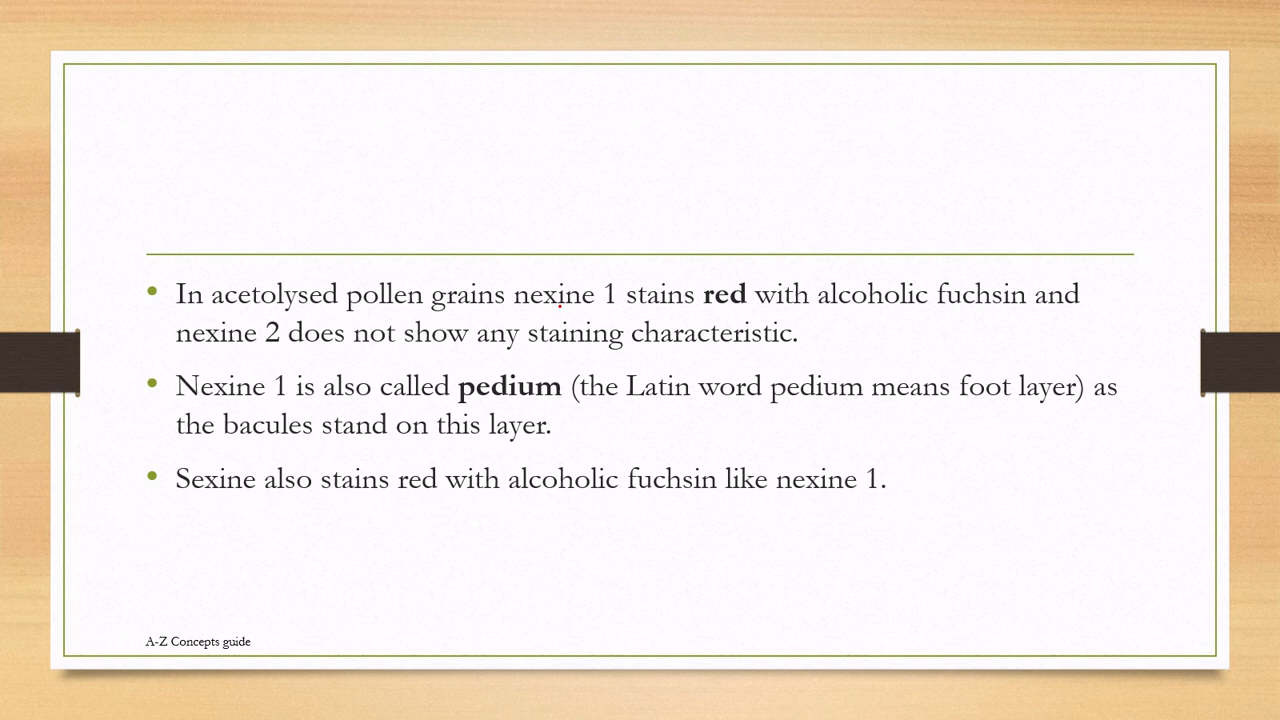 • In acetolysed pollen grains nexine 1 stains red with alcoholic fuchsin and
nexine 2 does not show any staining characteristic.
• Nexine 1 is also called pedium (the Latin word pedium means foot layer) as
the bacules stand on this layer.
• Sexine also stains red with alcoholic fuchsin like nexine 1.
A-Z Concepts guide